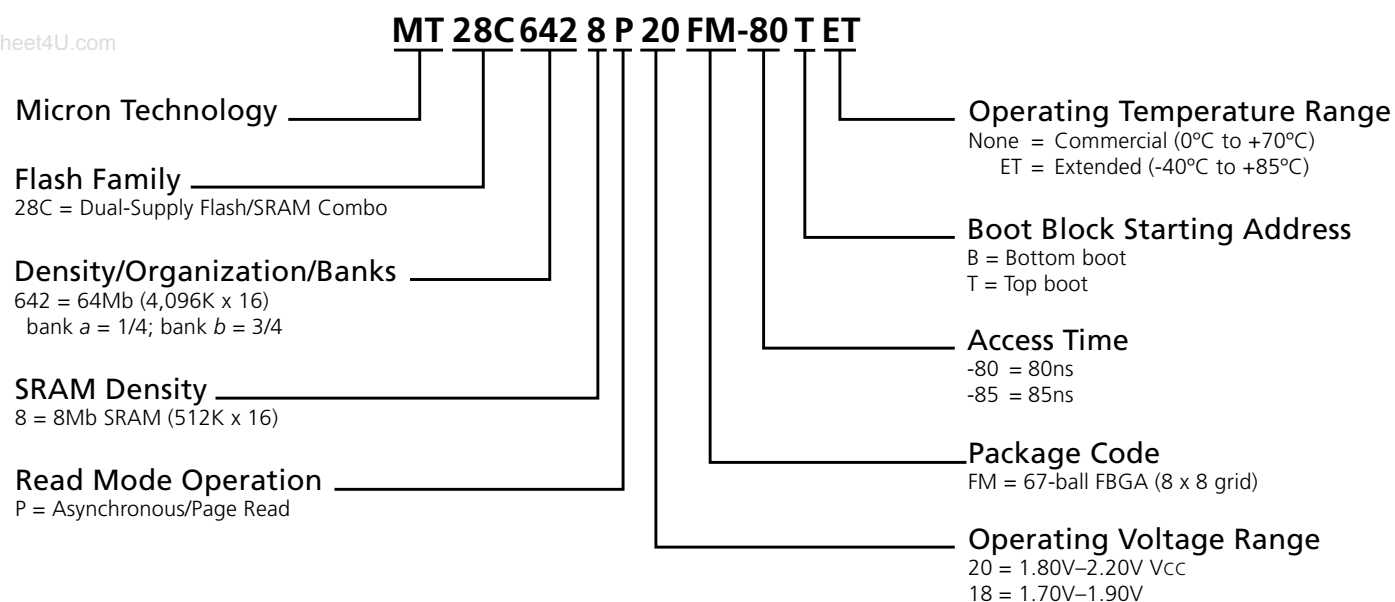 heet4U.com
MT 28C 642 8 P 20 FM-80 T ET
Micron Technology
Flash Family
28C = Dual-Supply Flash/SRAM Combo
Density/Organization/Banks
642 = 64Mb (4,096K x 16)
bank a = 1/4; bank b = 3/4
SRAM Density
8 = 8Mb SRAM (512K x 16)
Read Mode Operation
P = Asynchronous/Page Read
Operating Temperature Range
None = Commercial (0ºC to +70ºC)
ET = Extended (-40ºC to +85ºC)
Boot Block Starting Address
B = Bottom boot
T = Top boot
Access Time
-80 = 80ns
-85 = 85ns
Package Code
FM = 67-ball FBGA (8 x 8 grid)
Operating Voltage Range
20 = 1.80V–2.20V VCC
18 = 1.70V–1.90V